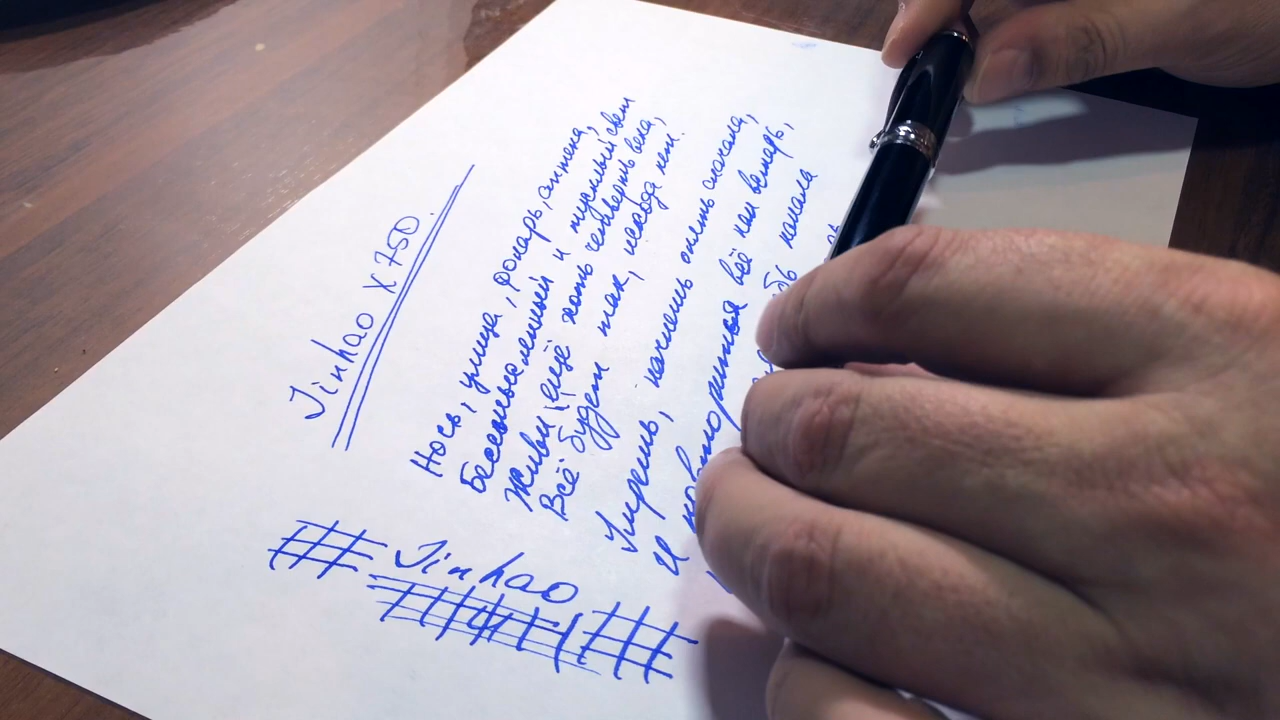 Jinhao X750.
Ночь, улица, фонарь, аптека,
бессмысленный и тусклый свет
Живи ещё хоть четверть века,
Всё будет так, исхода нет.
Умрешь, начнешь опять сначала,
И повторится всё как встарь,
канала
Jinhao